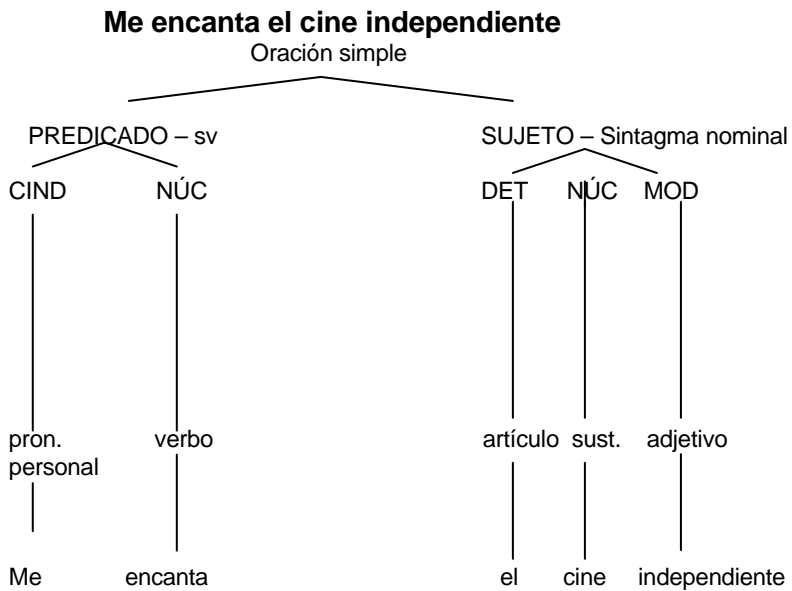 Me encanta el cine independiente
Oración simple
PREDICADO – sv SUJETO – Sintagma nominal
CIND NÚC DET NÚC MOD
pron. verbo artículo sust. adjetivo
personal
Me encanta el cine independiente